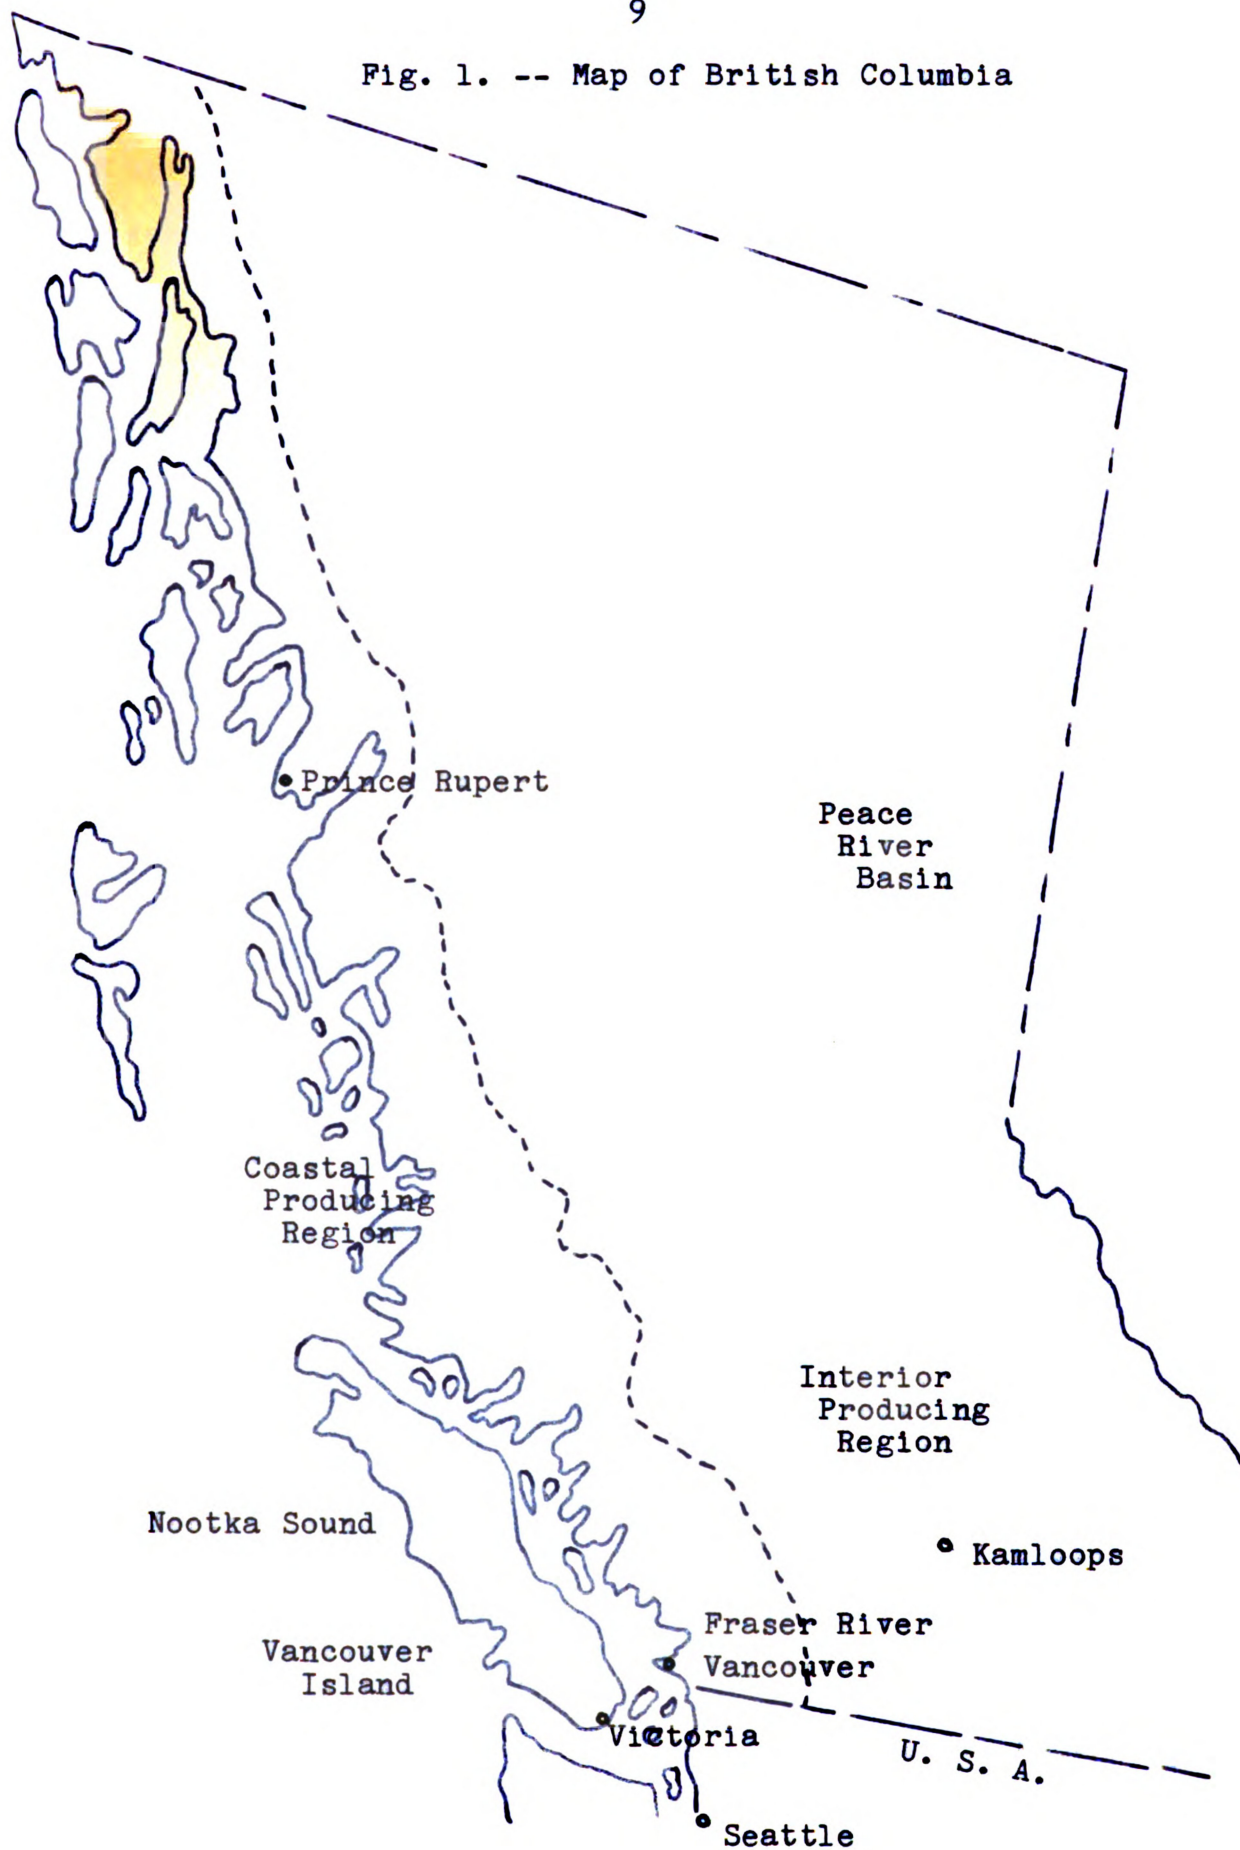 9
Fig. 1. -- Map of British Columbia
Prince Rupert
Peace
River
Basin
Coastal
Producing
Region
Interior
Producing
Region
Nootka Sound
Kamloops
Fraser River
Vancouver
Island
Vancouver
Victoria
U. S. A.
Seattle